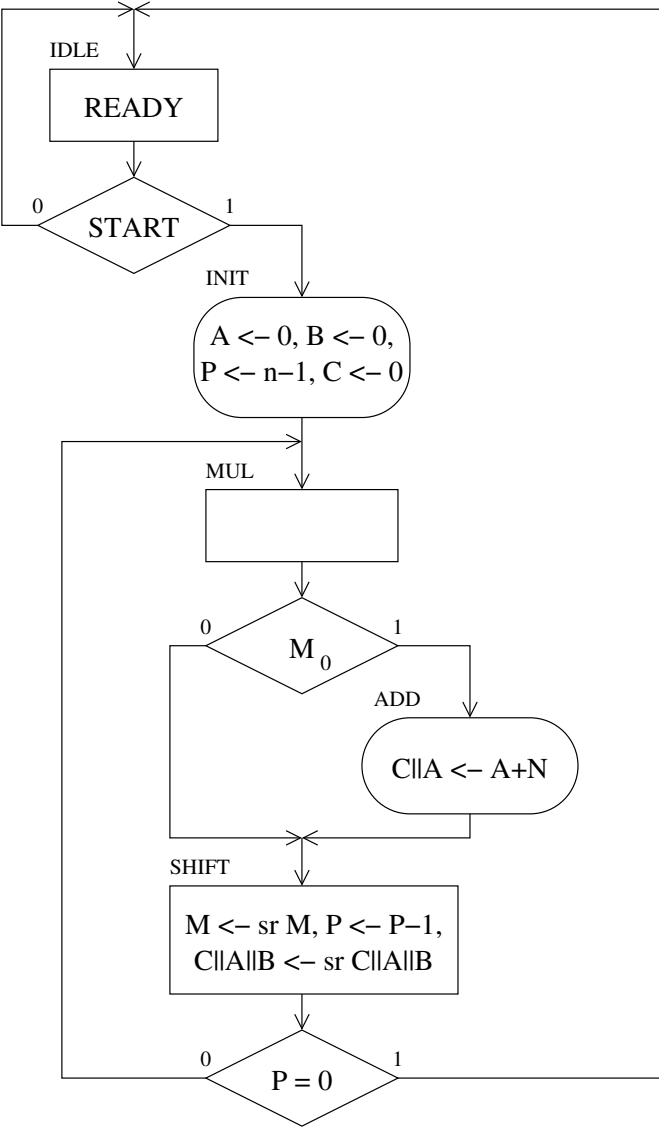 IDLE
READY
0
START
1
INIT
A <– 0, B <– 0,
P <– n–1, C <– 0
MUL
0
M₀
1
ADD
C||A <– A+N
SHIFT
M <– sr M, P <– P–1,
C||A||B <– sr C||A||B
0
P = 0
1